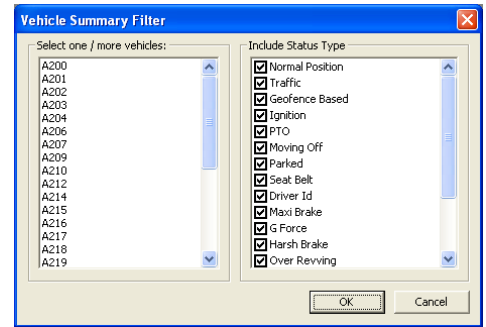 Vehicle Summary Filter
Select one / more vehicles:
A200
A201
A202
A203
A204
A206
A207
A209
A210
A212
A214
A215
A216
A217
A218
A219
Include Status Type
Normal Position
Traffic
Geofence Based
Ignition
PTO
Moving Off
Parked
Seat Belt
Driver Id
Maxi Brake
G Force
Harsh Brake
Over Revving
OK
Cancel